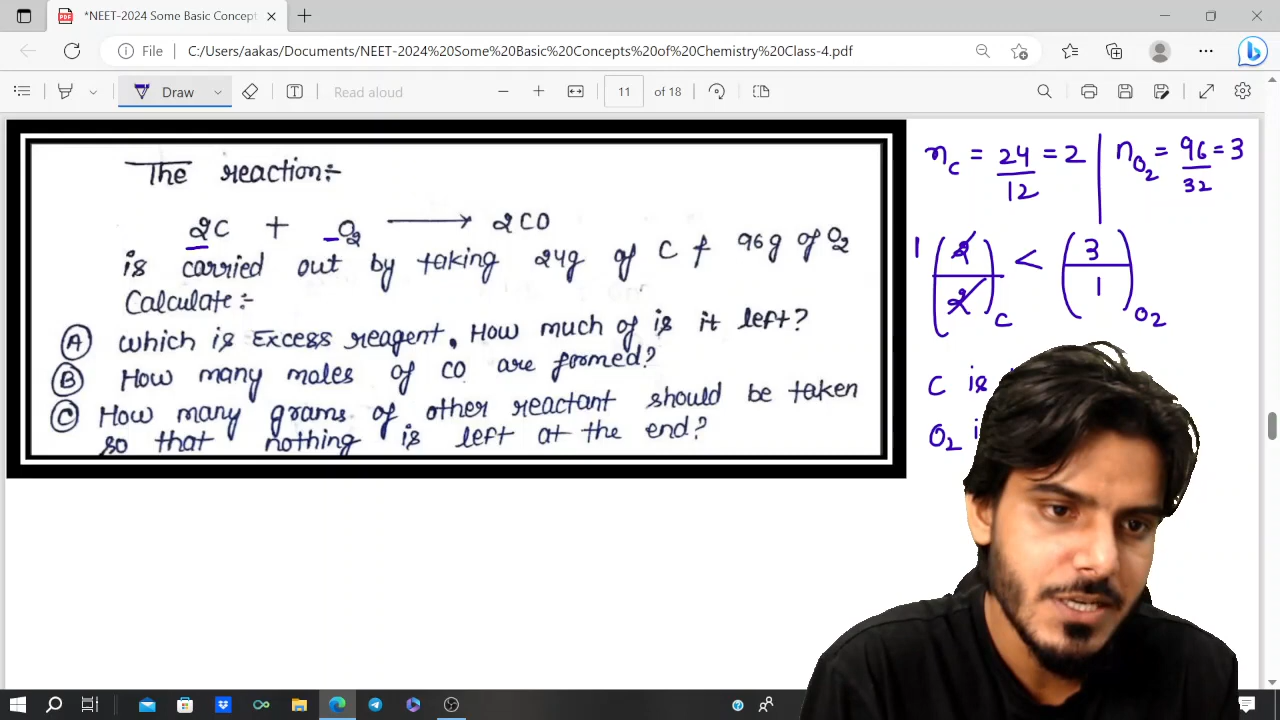 *NEET-2024 Some Basic Concept
File C:/Users/aakas/Documents/NEET-2024%20Some%20Basic%20Concepts%20of%20Chemistry%20Class-4.pdf
Draw Read aloud 11 of 18
The reaction:-
2C + O2 → 2CO
is carried out by taking 24g of C & 96g of O2
Calculate:-
(A) which is Excess reagent. How much of is it left?
(B) How many moles of CO are formed?
(C) How many grams of other reactant should be taken
so that nothing is left at the end?
nC = 24/12 = 2 | nO2 = 96/32 = 3
1 (2/2)C < (3/1)O2
C is
O2